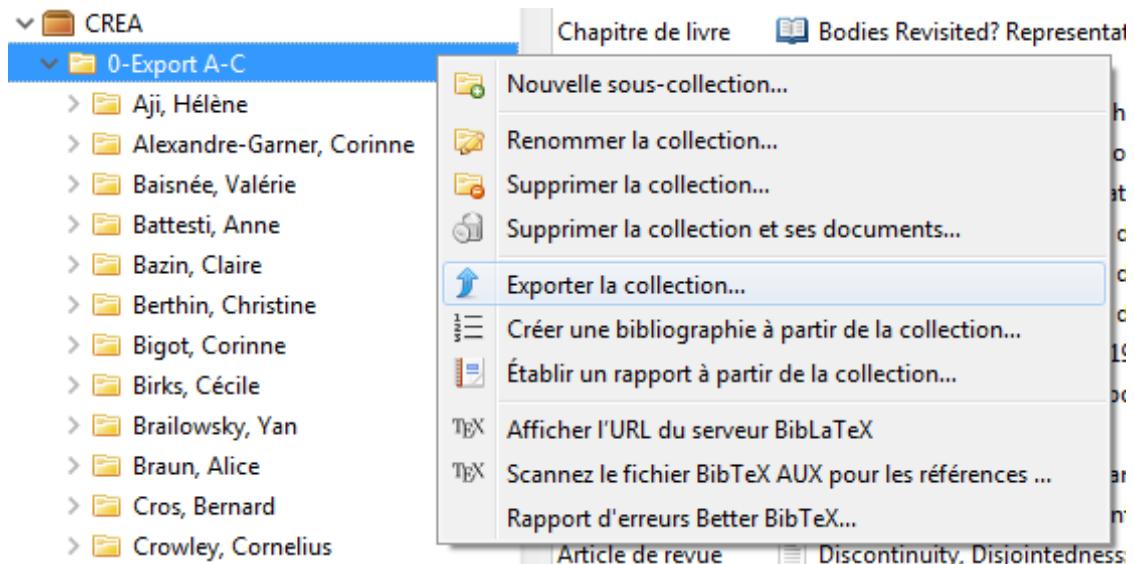 CREA
Chapitre de livre Bodies Revisited? Representat
0-Export A-C
Aji, Hélène
Alexandre-Garner, Corinne
Baisnée, Valérie
Battesti, Anne
Bazin, Claire
Berthin, Christine
Bigot, Corinne
Birks, Cécile
Brailowsky, Yan
Braun, Alice
Cros, Bernard
Crowley, Cornelius
Nouvelle sous-collection...
Renommer la collection...
Supprimer la collection...
Supprimer la collection et ses documents...
Exporter la collection...
Créer une bibliographie à partir de la collection...
Établir un rapport à partir de la collection...
TEX Afficher l'URL du serveur BibLaTeX
TEX Scannez le fichier BibTeX AUX pour les références ...
Rapport d'erreurs Better BibTeX...
Article de revue Discontinuity, Disjointedness